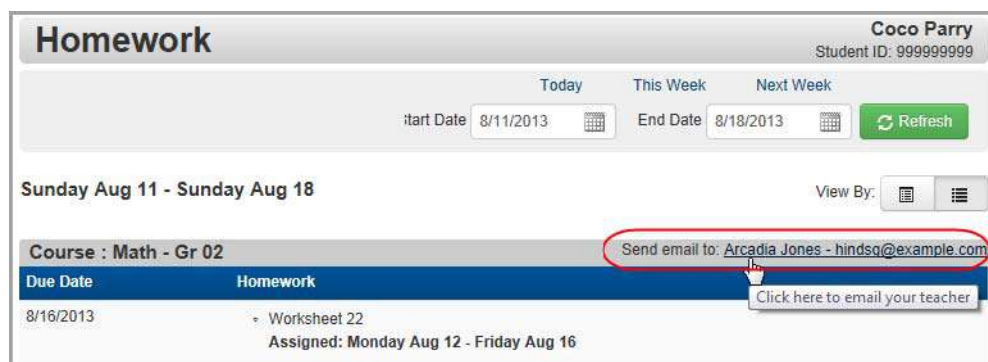 Homework
Coco Parry
Student ID: 999999999
Today This Week Next Week
tart Date 8/11/2013 End Date 8/18/2013 Refresh
Sunday Aug 11 - Sunday Aug 18
View By:
Course : Math - Gr 02
Send email to: Arcadia Jones - hindsg@example.com
Due Date Homework
Click here to email your teacher
8/16/2013 Worksheet 22
Assigned: Monday Aug 12 - Friday Aug 16